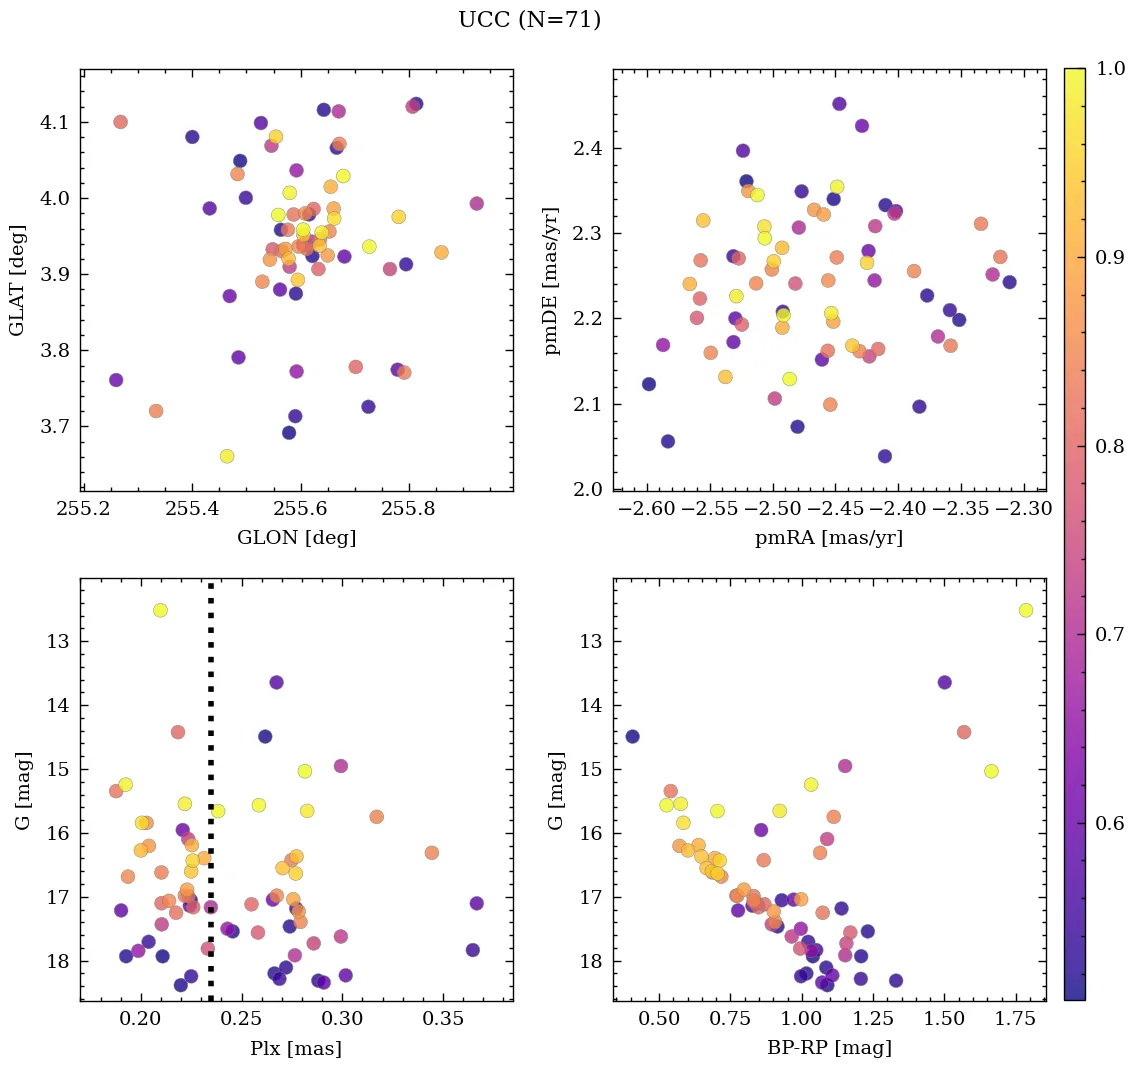 UCC (N=71)
4.1
4.0
3.9
3.8
3.7
GLAT [deg]
255.2 255.4 255.6 255.8
GLON [deg]
2.4
2.3
2.2
2.1
2.0
pmDE [mas/yr]
−2.60 −2.55 −2.50 −2.45 −2.40 −2.35 −2.30
pmRA [mas/yr]
1.0
0.9
0.8
0.7
0.6
13
14
15
16
17
18
G [mag]
0.20 0.25 0.30 0.35
Plx [mas]
13
14
15
16
17
18
G [mag]
0.50 0.75 1.00 1.25 1.50 1.75
BP-RP [mag]